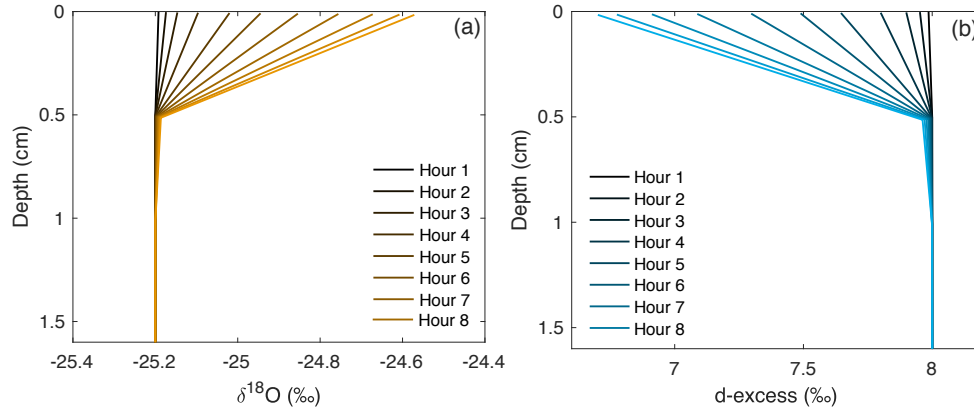 (a)
0
0.5
1
1.5
Depth (cm)
-25.4
-25.2
-25
-24.8
-24.6
-24.4
δ18O (‰)
Hour 1
Hour 2
Hour 3
Hour 4
Hour 5
Hour 6
Hour 7
Hour 8
(b)
0
0.5
1
1.5
Depth (cm)
7
7.5
8
d-excess (‰)
Hour 1
Hour 2
Hour 3
Hour 4
Hour 5
Hour 6
Hour 7
Hour 8